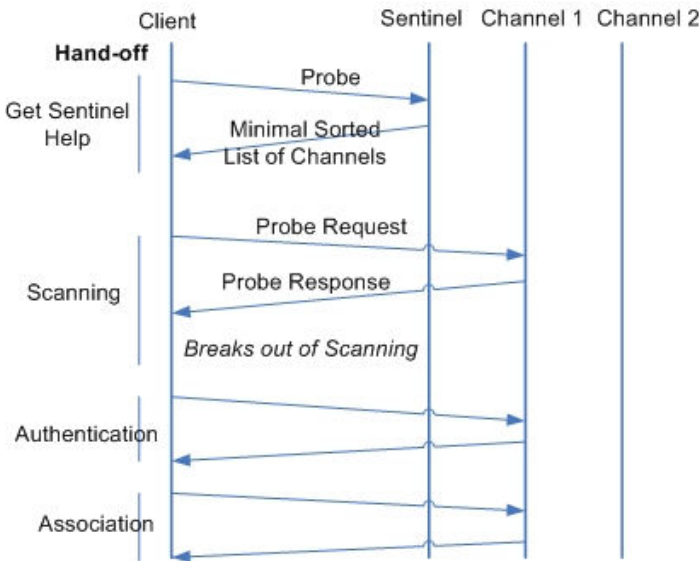 Client
Sentinel
Channel 1
Channel 2
Hand-off
Probe
Get Sentinel
Help
Minimal Sorted
List of Channels
Probe Request
Scanning
Probe Response
Breaks out of Scanning
Authentication
Association